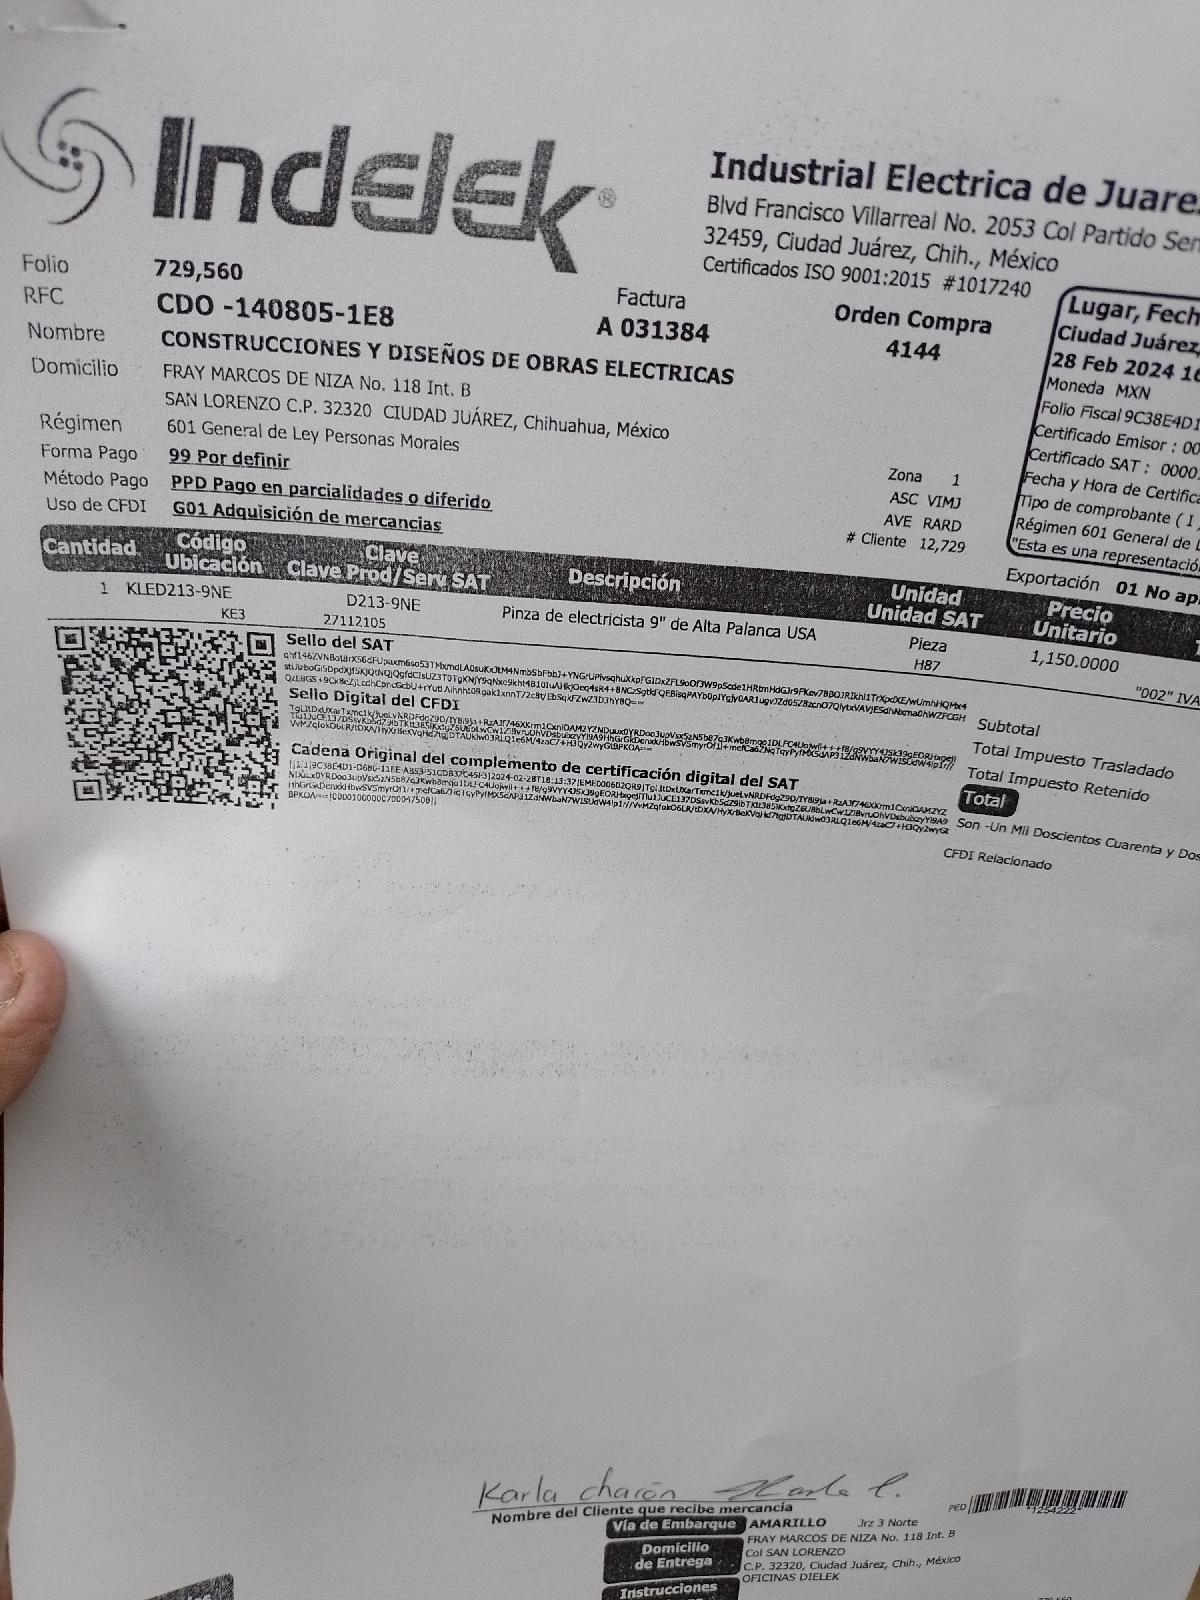 Indelek®
Industrial Electrica de Juare
Blvd Francisco Villarreal No. 2053 Col Partido Sen
32459, Ciudad Juárez, Chih., México
Certificados ISO 9001:2015 #1017240
Folio 729,560
RFC CDO -140805-1E8
Factura
A 031384
Orden Compra
4144
Nombre CONSTRUCCIONES Y DISEÑOS DE OBRAS ELECTRICAS
Domicilio FRAY MARCOS DE NIZA No. 118 Int. B
SAN LORENZO C.P. 32320 CIUDAD JUÁREZ, Chihuahua, México
Régimen 601 General de Ley Personas Morales
Forma Pago 99 Por definir
Método Pago PPD Pago en parcialidades o diferido
Uso de CFDI G01 Adquisición de mercancias
Zona 1
ASC VIMJ
AVE RARD
# Cliente 12,729
Lugar, Fech
Ciudad Juárez,
28 Feb 2024 16
Moneda MXN
Folio Fiscal 9C38E4D1
Certificado Emisor : 00
Certificado SAT : 0000
Fecha y Hora de Certifica
Tipo de comprobante ( I
Régimen 601 General de L
"Esta es una representació
Exportación 01 No ap
Cantidad Código Ubicación Clave Clave Prod/Serv SAT Descripción Unidad Unidad SAT Precio Unitario
1 KLED213-9NE D213-9NE Pinza de electricista 9" de Alta Palanca USA Pieza 1,150.0000
KE3 27112105 H87
"002" IVA
Sello del SAT
Sello Digital del CFDI
Cadena Original del complemento de certificación digital del SAT
Subtotal
Total Impuesto Trasladado
Total Impuesto Retenido
Total
Son -Un Mil Doscientos Cuarenta y Dos
CFDI Relacionado
Karla chacón Karla C.
Nombre del Cliente que recibe mercancía
PED *1254222*
Vía de Embarque AMARILLO Jrz 3 Norte
Domicilio de Entrega FRAY MARCOS DE NIZA No. 118 Int. B
Col SAN LORENZO
C.P. 32320, Ciudad Juárez, Chih., México
Instrucciones OFICINAS DIELEK